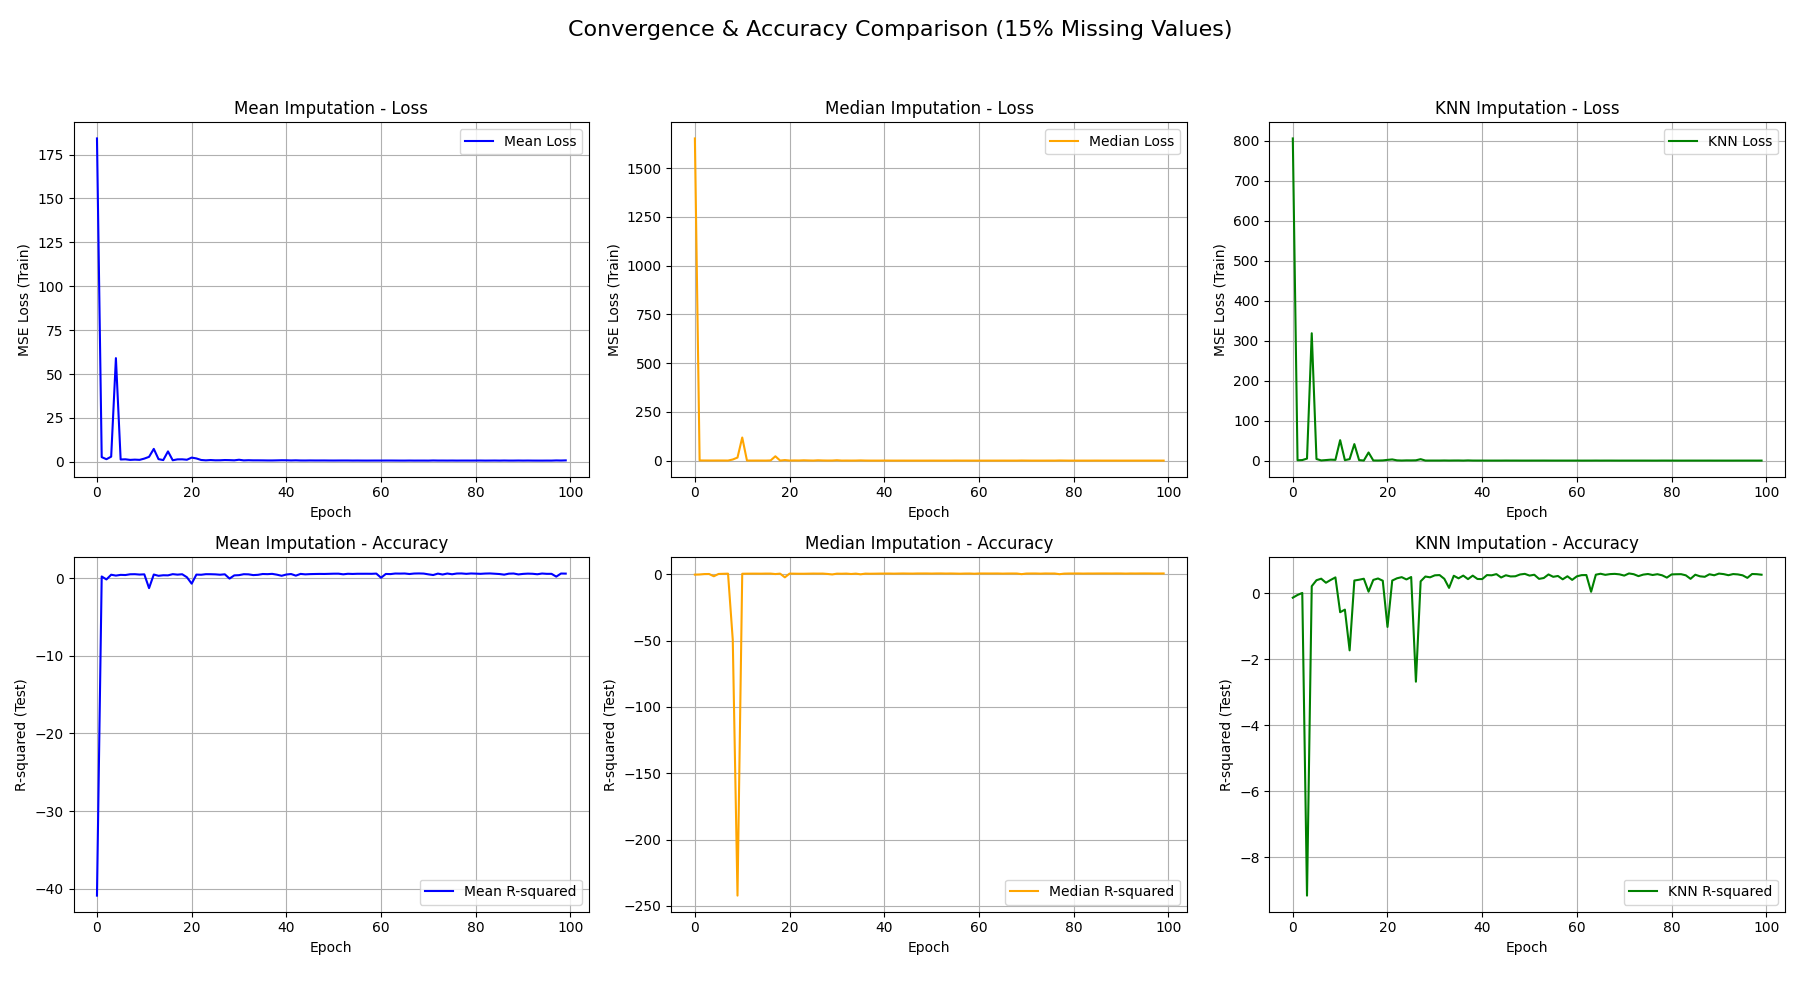 Convergence & Accuracy Comparison (15% Missing Values)
Mean Imputation - Loss
MSE Loss (Train)
175
150
125
100
75
50
25
0
Mean Loss
0 20 40 60 80 100
Epoch
Median Imputation - Loss
MSE Loss (Train)
1500
1250
1000
750
500
250
0
Median Loss
0 20 40 60 80 100
Epoch
KNN Imputation - Loss
MSE Loss (Train)
800
700
600
500
400
300
200
100
0
KNN Loss
0 20 40 60 80 100
Epoch
Mean Imputation - Accuracy
R-squared (Test)
0
−10
−20
−30
−40
Mean R-squared
0 20 40 60 80 100
Epoch
Median Imputation - Accuracy
R-squared (Test)
0
−50
−100
−150
−200
−250
Median R-squared
0 20 40 60 80 100
Epoch
KNN Imputation - Accuracy
R-squared (Test)
0
−2
−4
−6
−8
KNN R-squared
0 20 40 60 80 100
Epoch